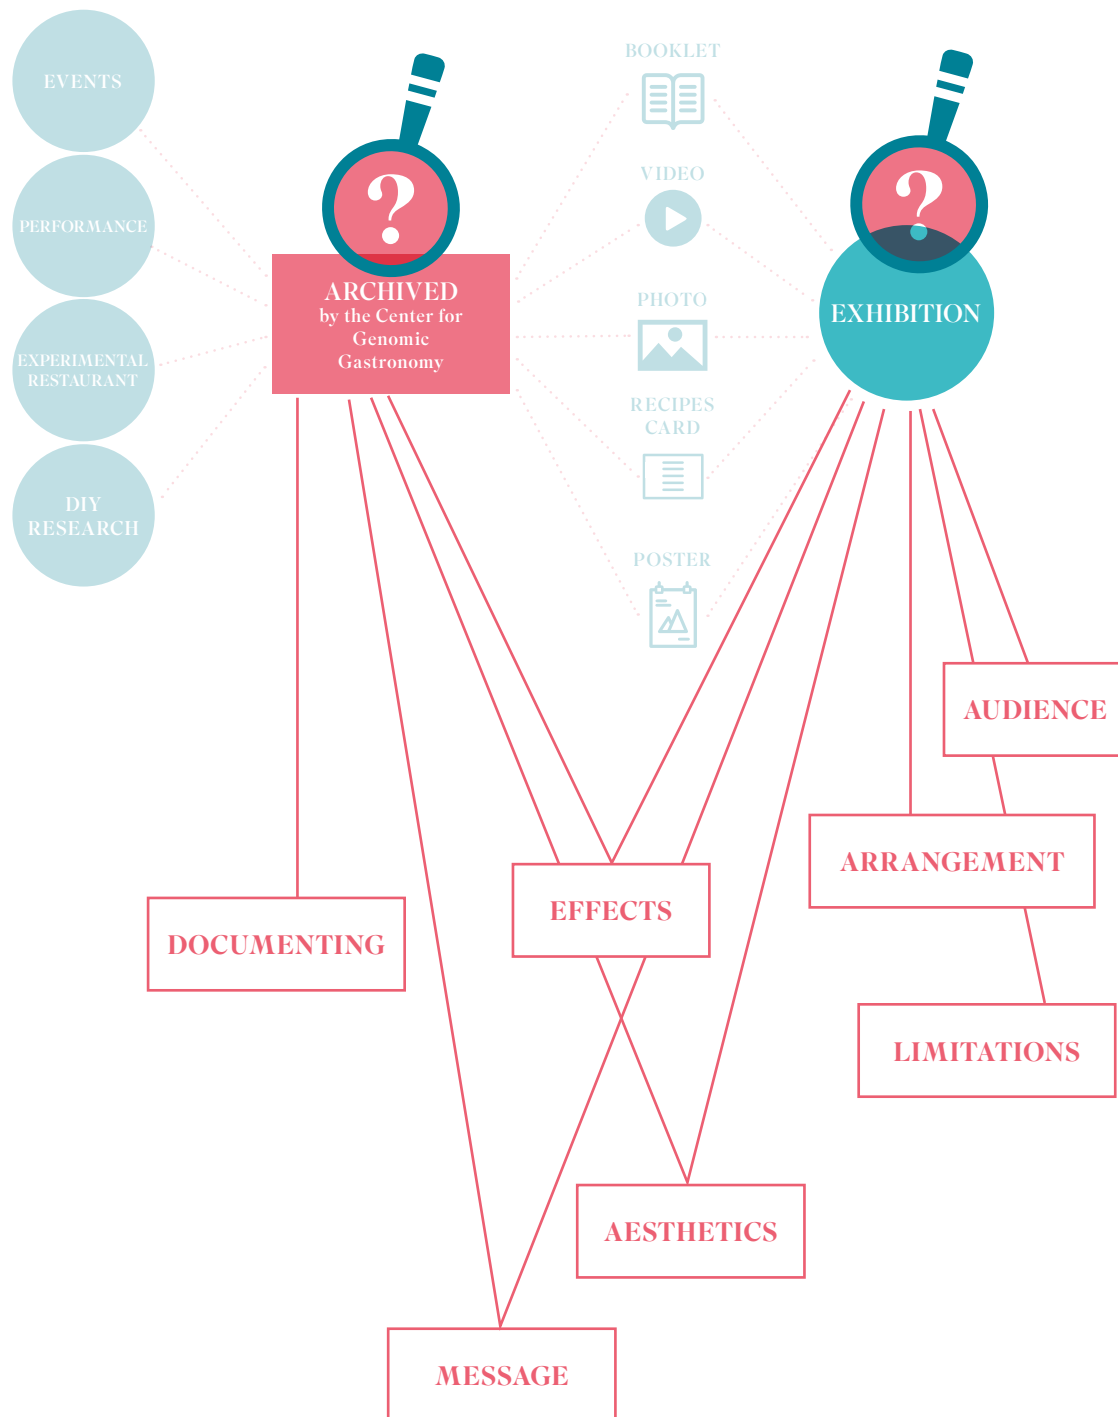 EVENTS
PERFORMANCE
EXPERIMENTAL
RESTAURANT
DIY
RESEARCH
?
ARCHIVED
by the Center for
Genomic
Gastronomy
BOOKLET
VIDEO
PHOTO
RECIPES
CARD
POSTER
?
EXHIBITION
AUDIENCE
ARRANGEMENT
EFFECTS
DOCUMENTING
LIMITATIONS
AESTHETICS
MESSAGE